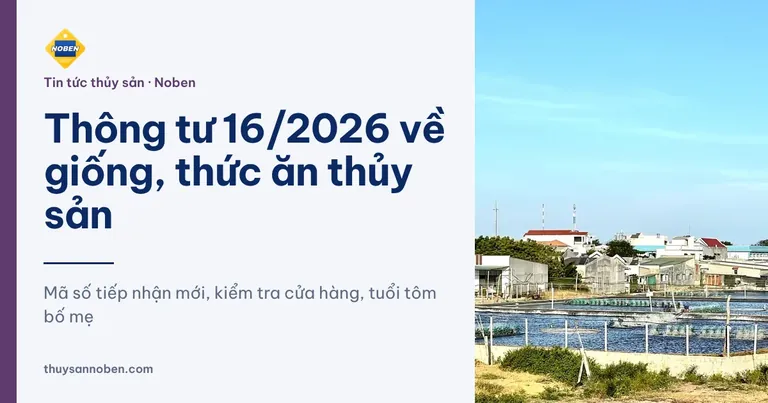 NOBEN
Tin tức thủy sản · Noben
Thông tư 16/2026 về
giống, thức ăn thủy
sản
Mã số tiếp nhận mới, kiểm tra cửa hàng, tuổi tôm
bố mẹ
thuysannoben.com